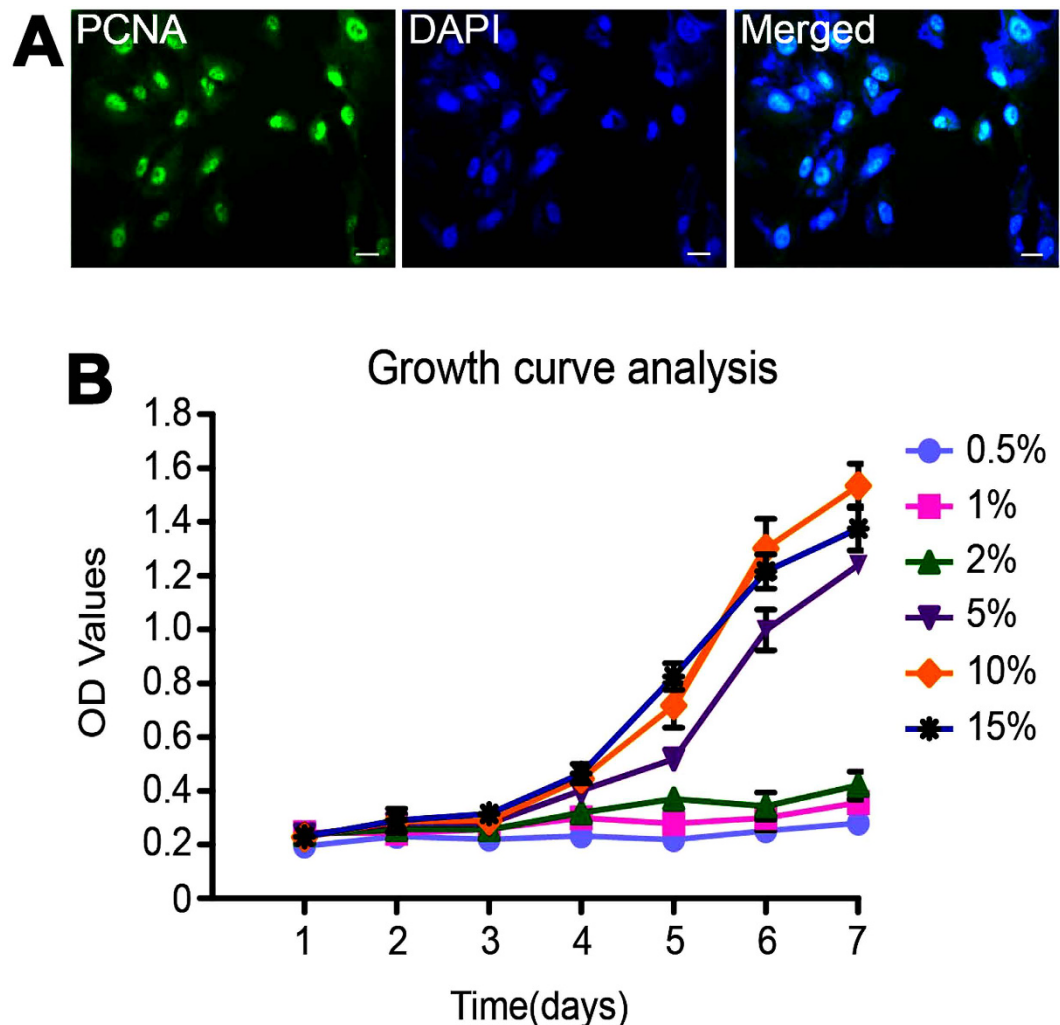 A
PCNA
DAPI
Merged
B
Growth curve analysis
1.8
1.6
1.4
1.2
1.0
0.8
0.6
0.4
0.2
0
OD Values
1 2 3 4 5 6 7
Time(days)
0.5%
1%
2%
5%
10%
15%